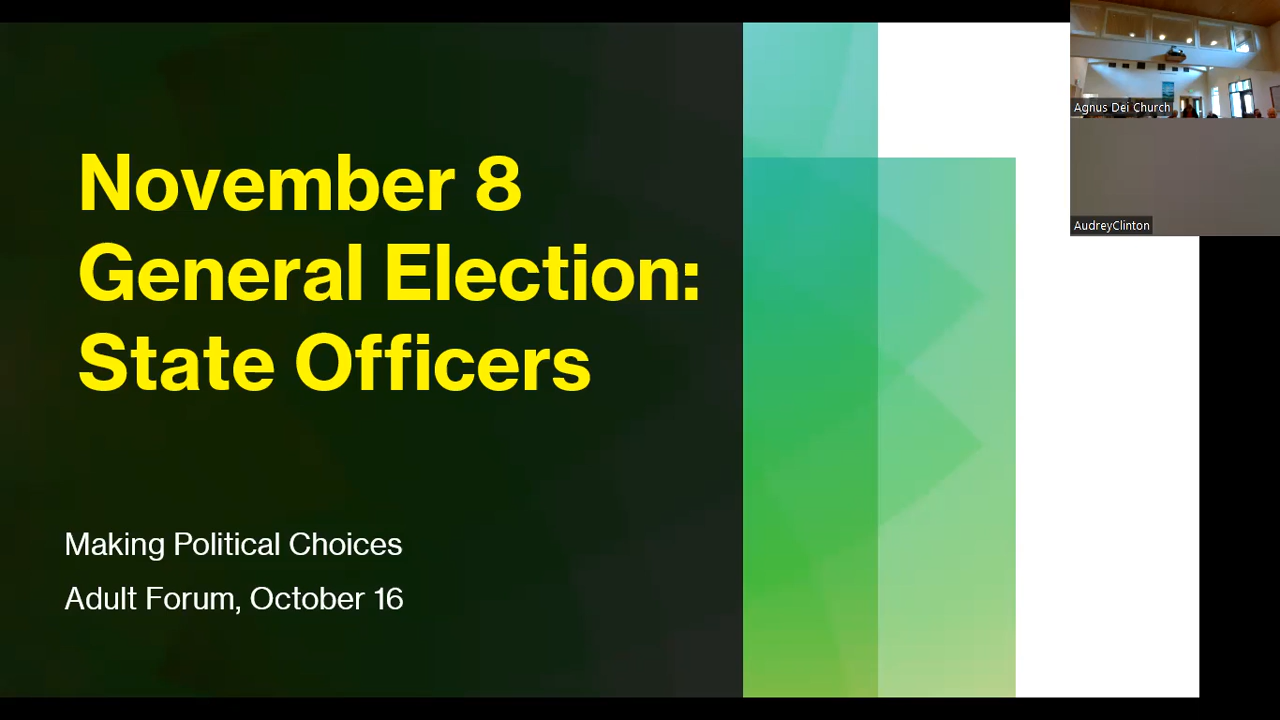 November 8
General Election:
State Officers
Making Political Choices
Adult Forum, October 16
Agnus Dei Church
AudreyClinton